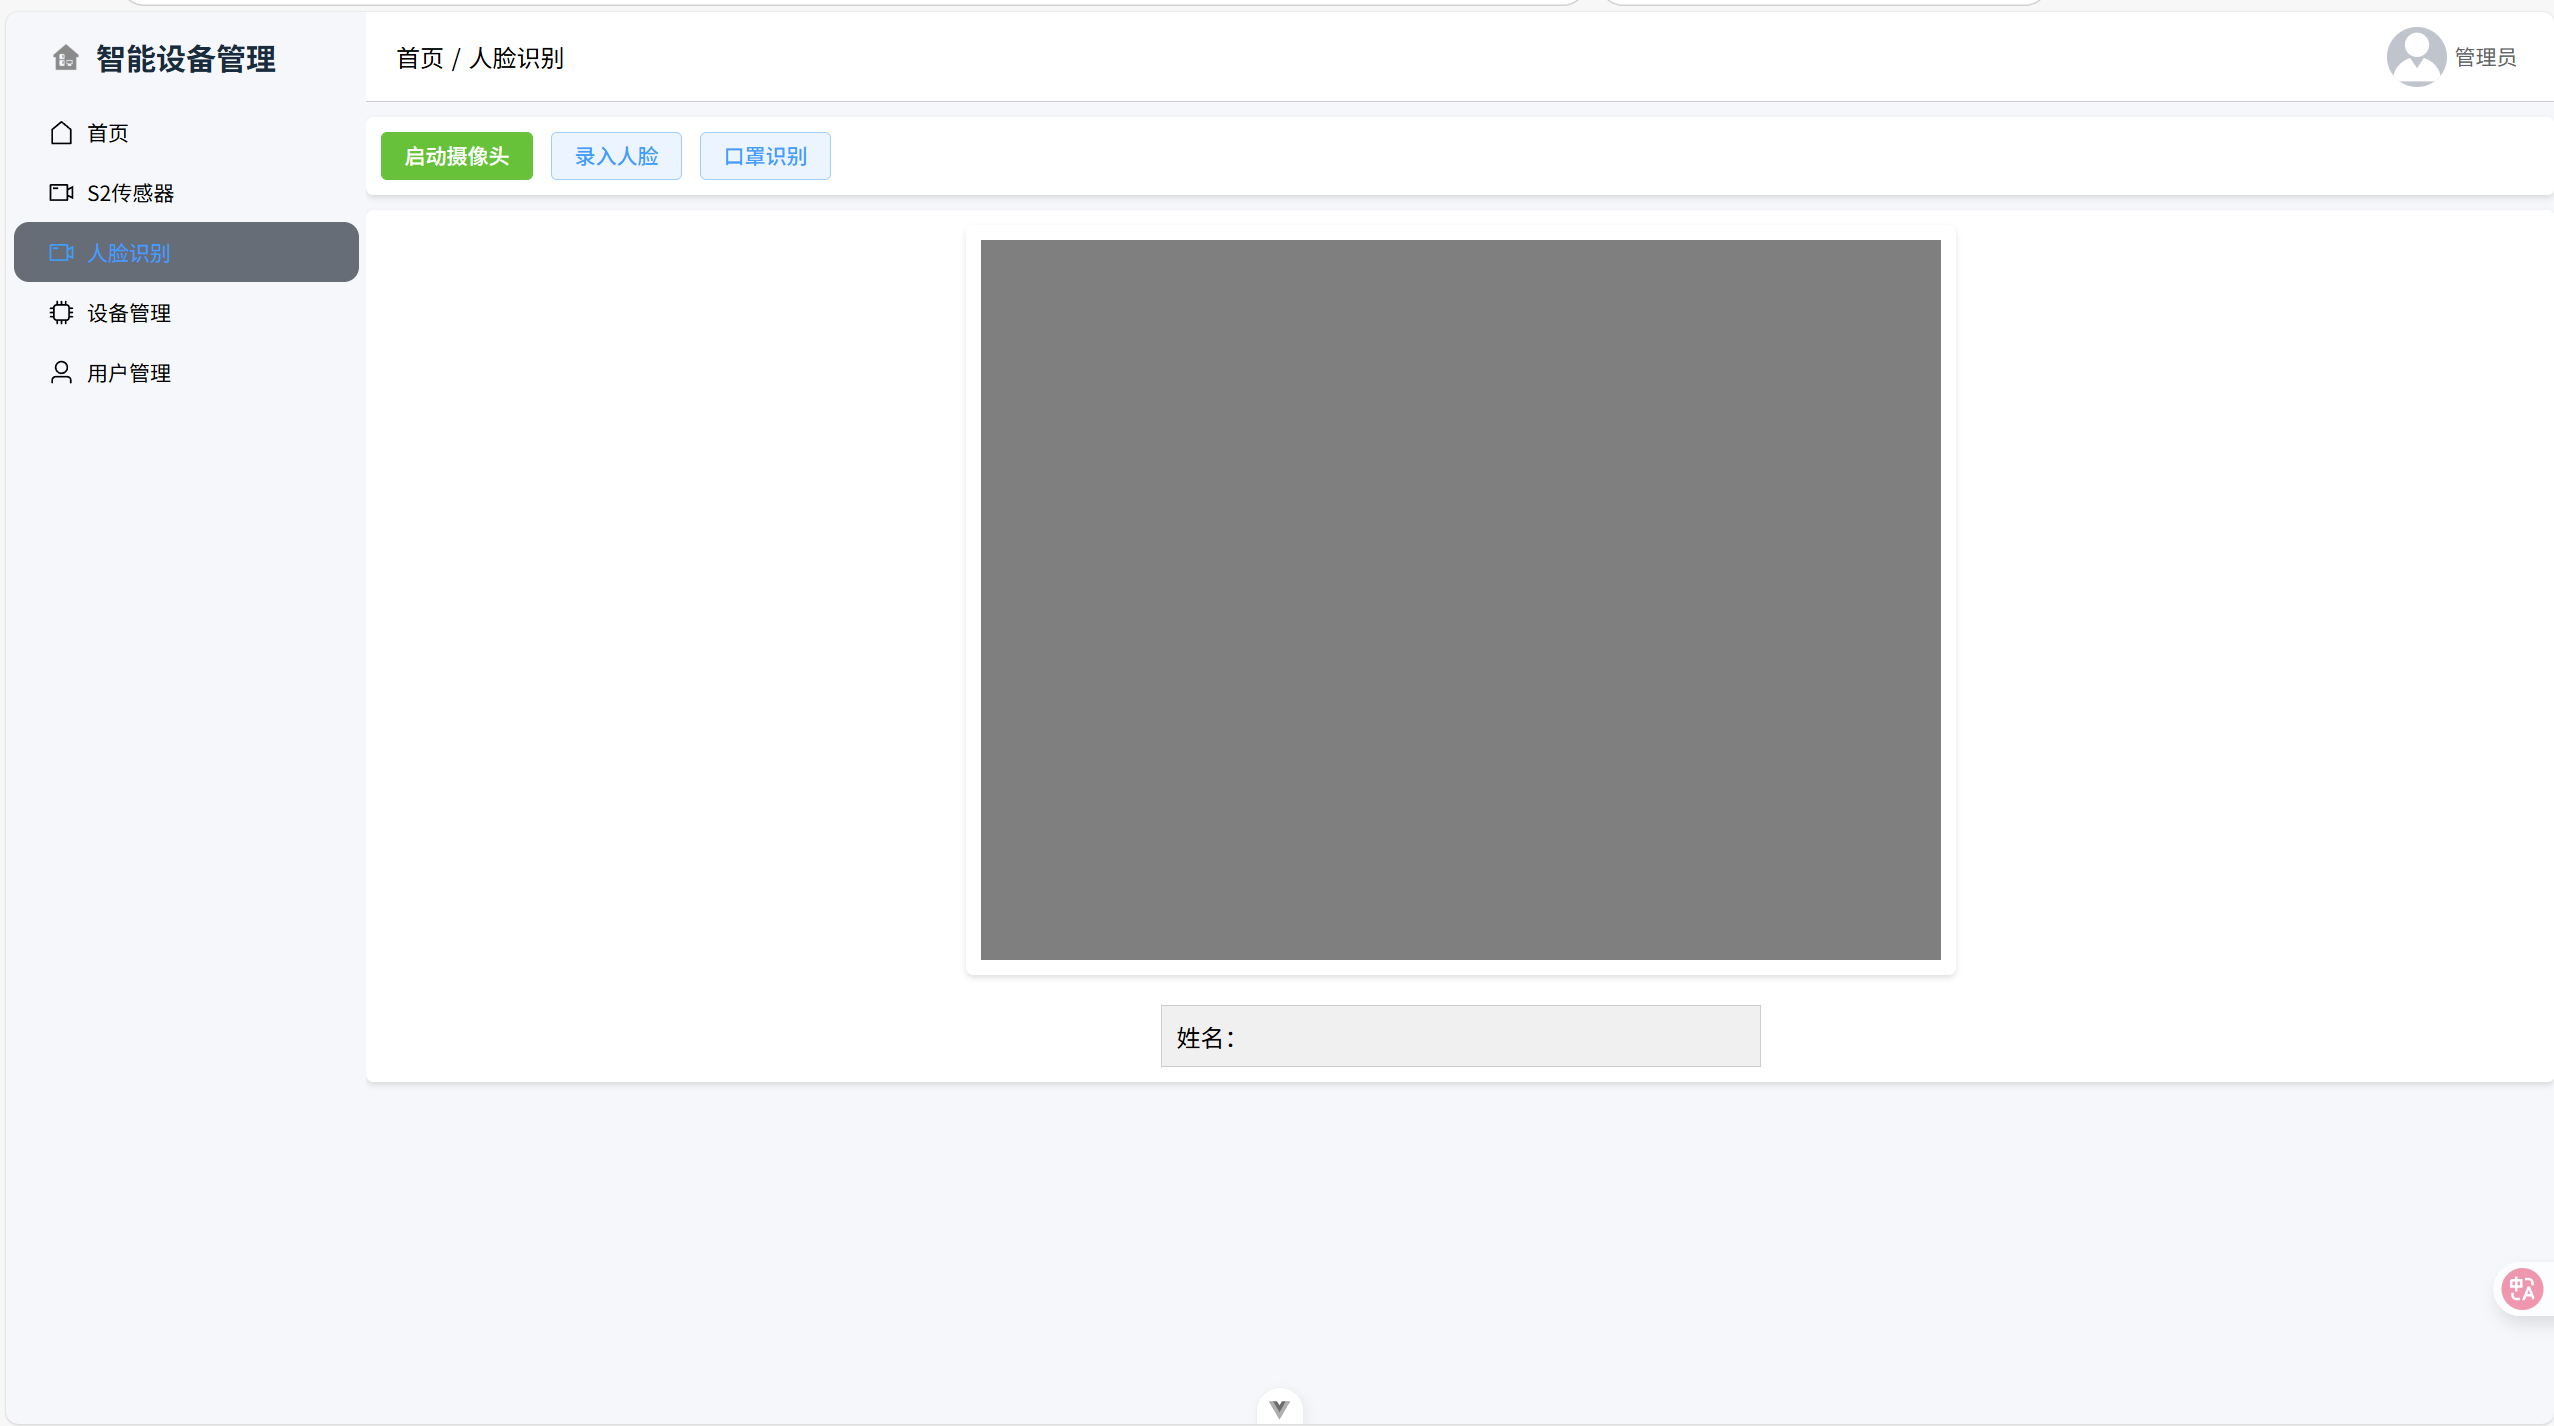 智能设备管理
首页
S2传感器
人脸识别
设备管理
用户管理
首页 / 人脸识别
管理员
启动摄像头
录入人脸
口罩识别
姓名：
中A